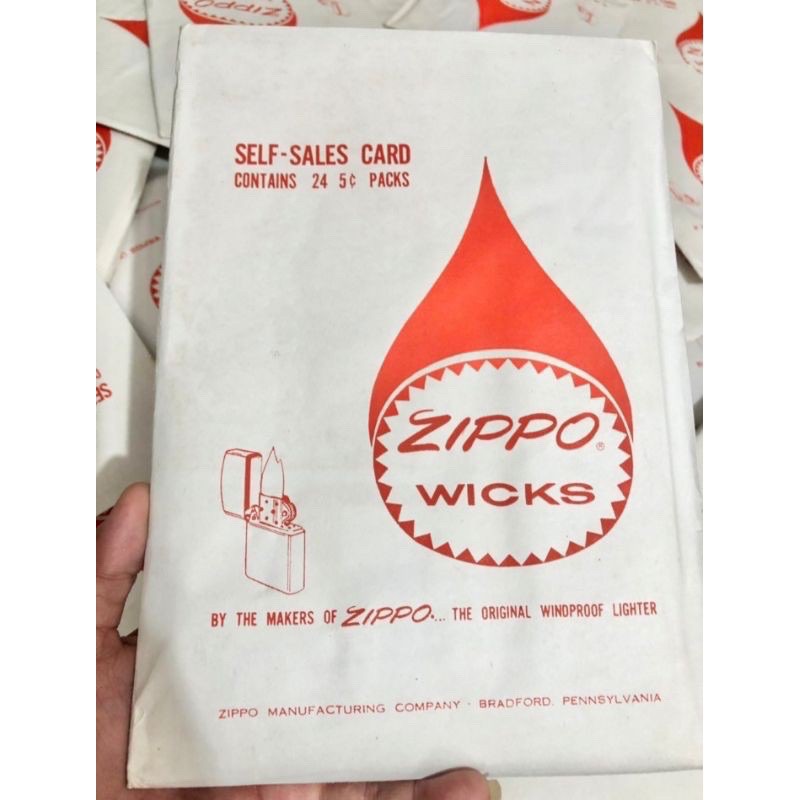 SELF-SALES CARD
CONTAINS 24 5¢ PACKS
ZIPPO®
WICKS
BY THE MAKERS OF ZIPPO®... THE ORIGINAL WINDPROOF LIGHTER
ZIPPO MANUFACTURING COMPANY · BRADFORD, PENNSYLVANIA
ZIPPO